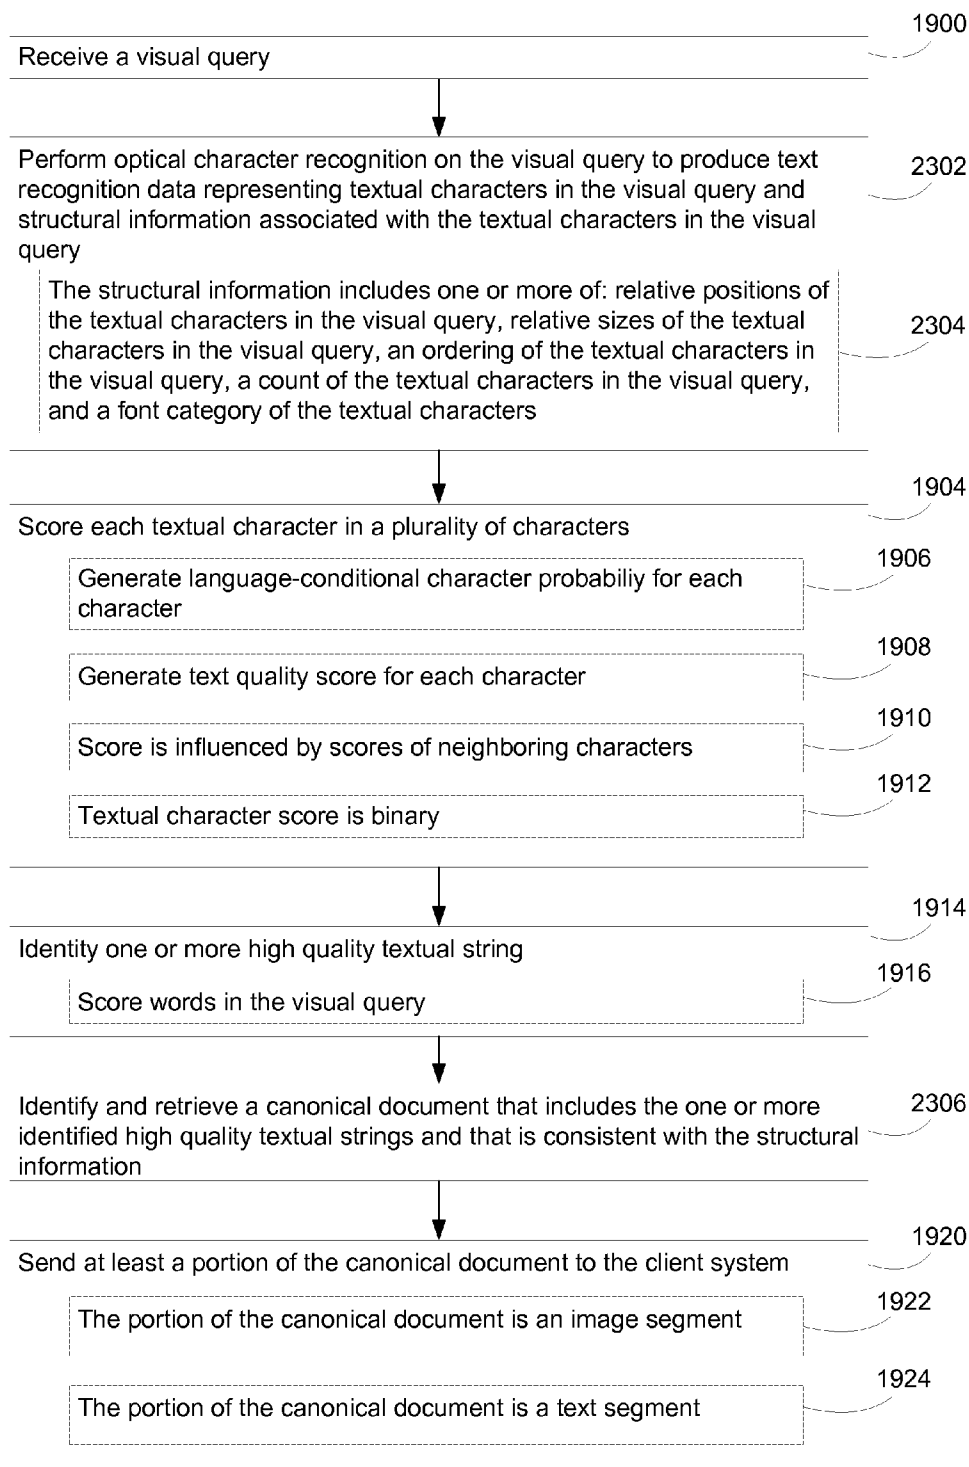 1900
Receive a visual query
Perform optical character recognition on the visual query to produce text
2302
recognition data representing textual characters in the visual query and
structural information associated with the textual characters in the visual
query
The structural information includes one or more of: relative positions of
the textual characters in the visual query, relative sizes of the textual
2304
characters in the visual query, an ordering of the textual characters in
the visual query, a count of the textual characters in the visual query,
and a font category of the textual characters
1904
Score each textual character in a plurality of characters
1906
Generate language-conditional character probabiliy for each
character
1908
Generate text quality score for each character
1910
Score is influenced by scores of neighboring characters
1912
Textual character score is binary
1914
Identity one or more high quality textual string
1916
Score words in the visual query
2306
Identify and retrieve a canonical document that includes the one or more
identified high quality textual strings and that is consistent with the structural
information
1920
Send at least a portion of the canonical document to the client system
1922
The portion of the canonical document is an image segment
1924
The portion of the canonical document is a text segment